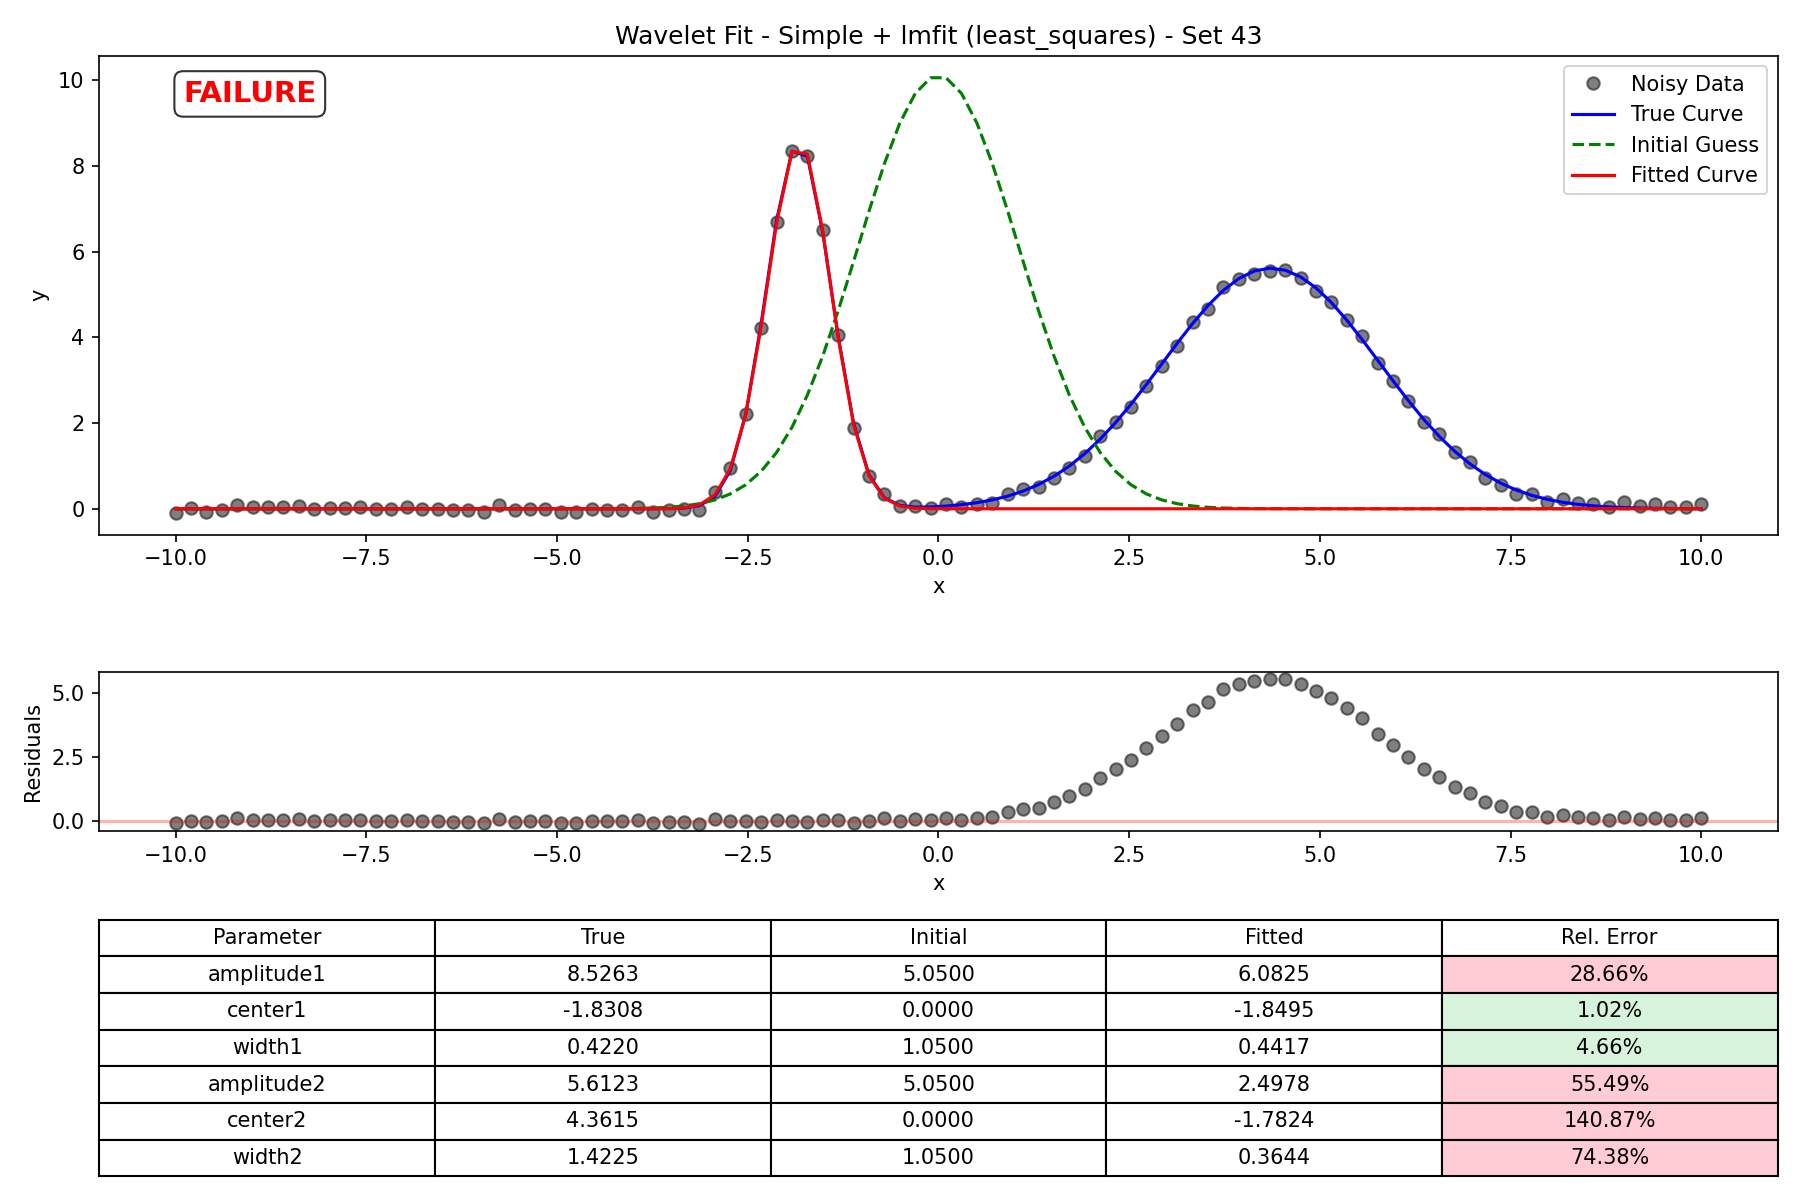 Wavelet Fit - Simple + lmfit (least_squares) - Set 43
FAILURE
Noisy Data
True Curve
Initial Guess
Fitted Curve
10
8
6
4
2
0
y
−10.0 −7.5 −5.0 −2.5 0.0 2.5 5.0 7.5 10.0
x
5.0
2.5
0.0
Residuals
−10.0 −7.5 −5.0 −2.5 0.0 2.5 5.0 7.5 10.0
x
Parameter True Initial Fitted Rel. Error
amplitude1 8.5263 5.0500 6.0825 28.66%
center1 -1.8308 0.0000 -1.8495 1.02%
width1 0.4220 1.0500 0.4417 4.66%
amplitude2 5.6123 5.0500 2.4978 55.49%
center2 4.3615 0.0000 -1.7824 140.87%
width2 1.4225 1.0500 0.3644 74.38%